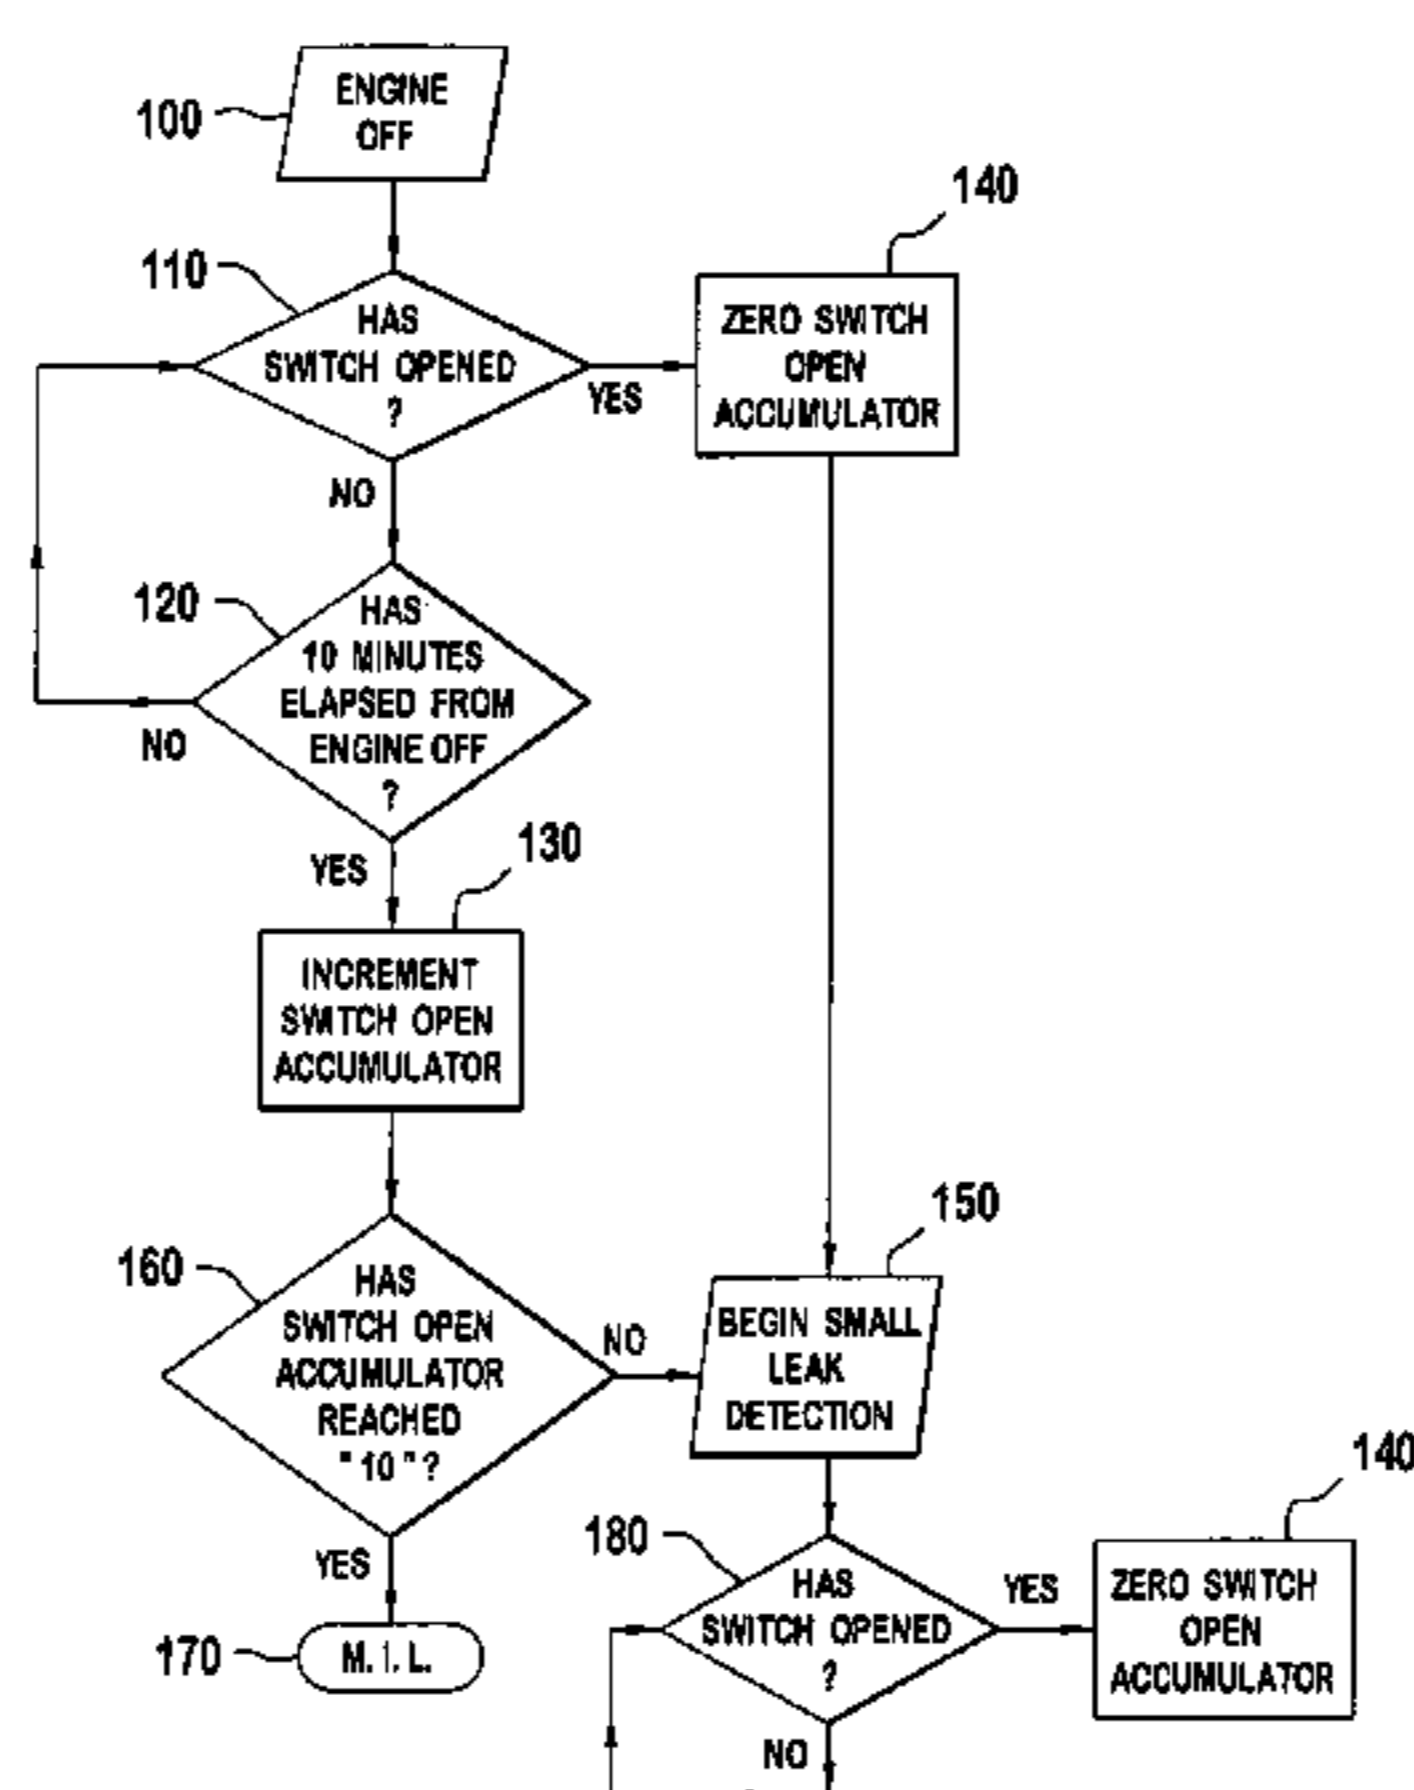 ENGINE
OFF
100
140
110
HAS
SWITCH OPENED
?
YES
ZERO SWITCH
OPEN
ACCUMULATOR
NO
120
HAS
10 MINUTES
ELAPSED FROM
ENGINE OFF
?
NO
YES
130
INCREMENT
SWITCH OPEN
ACCUMULATOR
160
HAS
SWITCH OPEN
ACCUMULATOR
REACHED
"10"?
NO
150
BEGIN SMALL
LEAK
DETECTION
YES
170
M.I.L.
180
HAS
SWITCH OPENED
?
YES
140
ZERO SWITCH
OPEN
ACCUMULATOR
NO